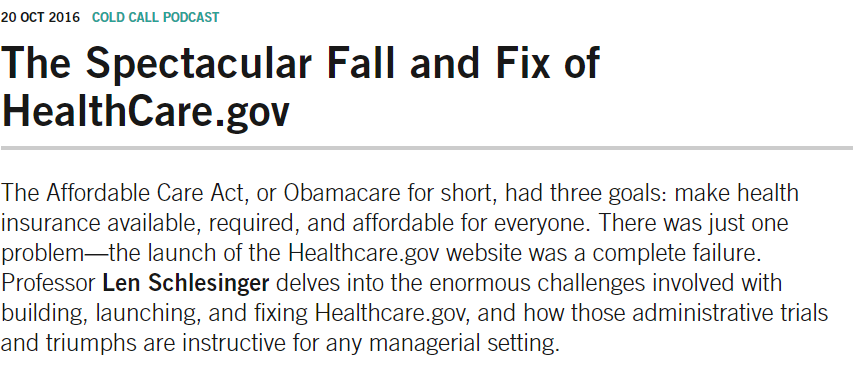 20 OCT 2016 COLD CALL PODCAST
The Spectacular Fall and Fix of
HealthCare.gov
The Affordable Care Act, or Obamacare for short, had three goals: make health
insurance available, required, and affordable for everyone. There was just one
problem—the launch of the Healthcare.gov website was a complete failure.
Professor Len Schlesinger delves into the enormous challenges involved with
building, launching, and fixing Healthcare.gov, and how those administrative trials
and triumphs are instructive for any managerial setting.